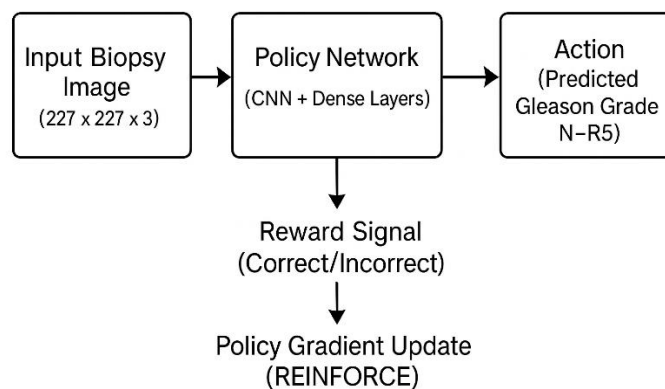 Input Biopsy
Image
(227 x 227 x 3)
Policy Network
(CNN + Dense Layers)
Action
(Predicted
Gleason Grade
N–R5)
Reward Signal
(Correct/Incorrect)
Policy Gradient Update
(REINFORCE)